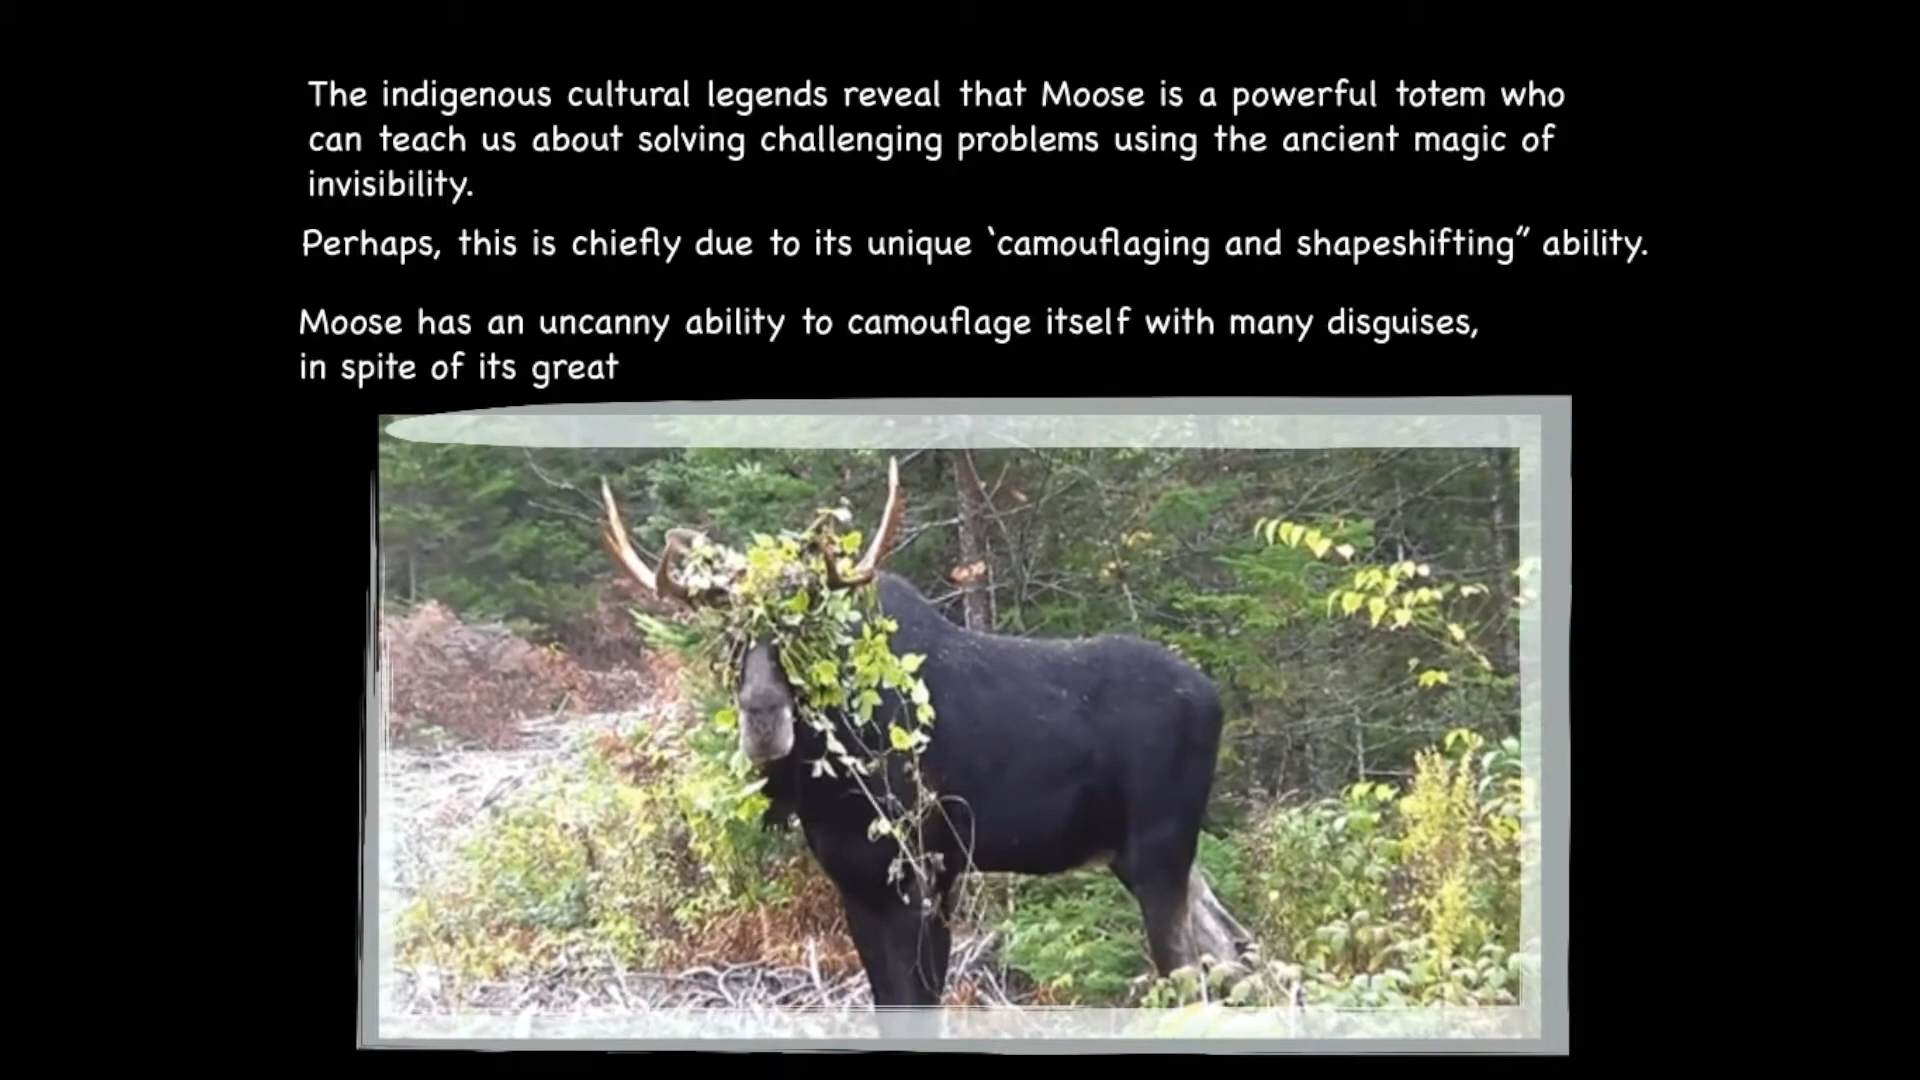 The indigenous cultural legends reveal that Moose is a powerful totem who
can teach us about solving challenging problems using the ancient magic of
invisibility.
Perhaps, this is chiefly due to its unique ‘camouflaging and shapeshifting” ability.
Moose has an uncanny ability to camouflage itself with many disguises,
in spite of its great